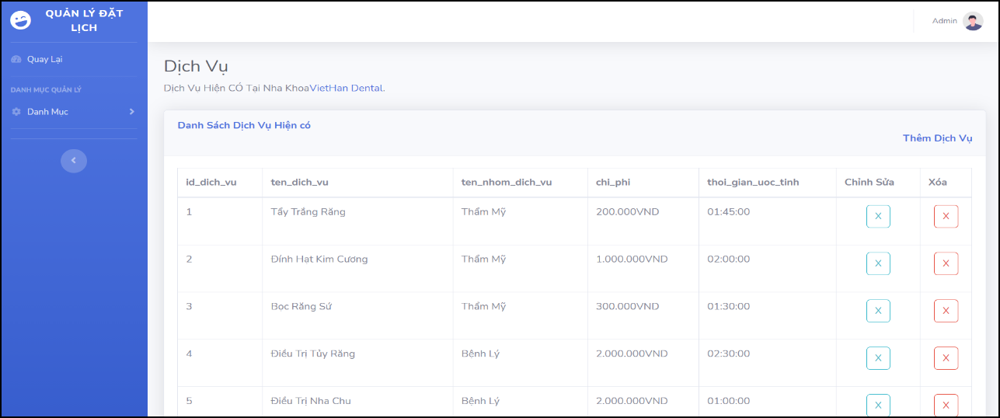 QUẢN LÝ ĐẶT
LỊCH
Admin
Quay Lại
DANH MỤC QUẢN LÝ
Danh Mục
Dịch Vụ
Dịch Vụ Hiện CÓ Tại Nha KhoaVietHan Dental.
Danh Sách Dịch Vụ Hiện có
Thêm Dịch Vụ
id_dich_vu ten_dich_vu ten_nhom_dich_vu chi_phi thoi_gian_uoc_tinh Chỉnh Sửa Xóa
1 Tẩy Trắng Răng Thẩm Mỹ 200.000VND 01:45:00 X X
2 Đính Hạt Kim Cương Thẩm Mỹ 1.000.000VND 02:00:00 X X
3 Bọc Răng Sứ Thẩm Mỹ 300.000VND 01:30:00 X X
4 Điều Trị Tủy Răng Bệnh Lý 2.000.000VND 02:30:00 X X
5 Điều Trị Nha Chu Bệnh Lý 2.000.000VND 01:00:00 X X